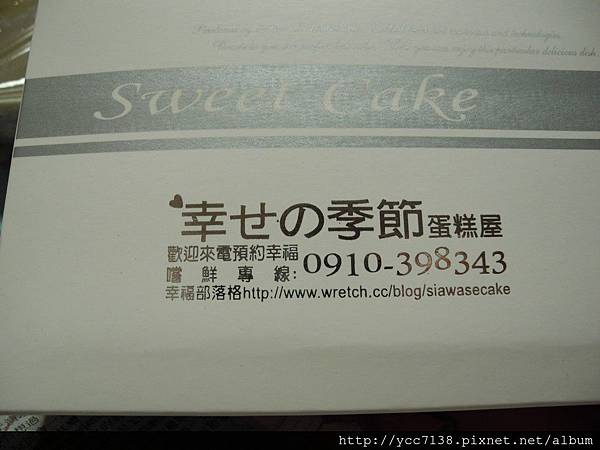 Sweet Cake
幸せの季節蛋糕屋
歡迎來電預約幸福
嚐鮮專線:0910-398343
幸福部落格http://www.wretch.cc/blog/siawasecake
http://ycc7138.pixnet.net/album